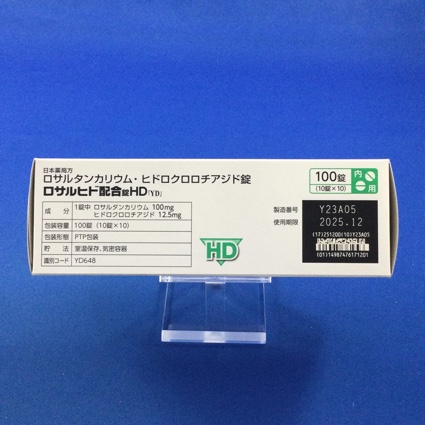 日本薬局方
ロサルタンカリウム・ヒドロクロロチアジド錠
ロサルヒド配合錠HD「YD」
100錠
(10錠×10)
内
用
成 分 1錠中 ロサルタンカリウム 100mg
ヒドロクロロチアジド 12.5mg
包装容量 100錠 (10錠×10)
包装形態 PTP包装
貯 法 室温保存、気密容器
識別コード YD648
HD
製造番号 Y23A05
使用期限 2025.12
(17)251200(10)Y23A05
(01)14987476171201